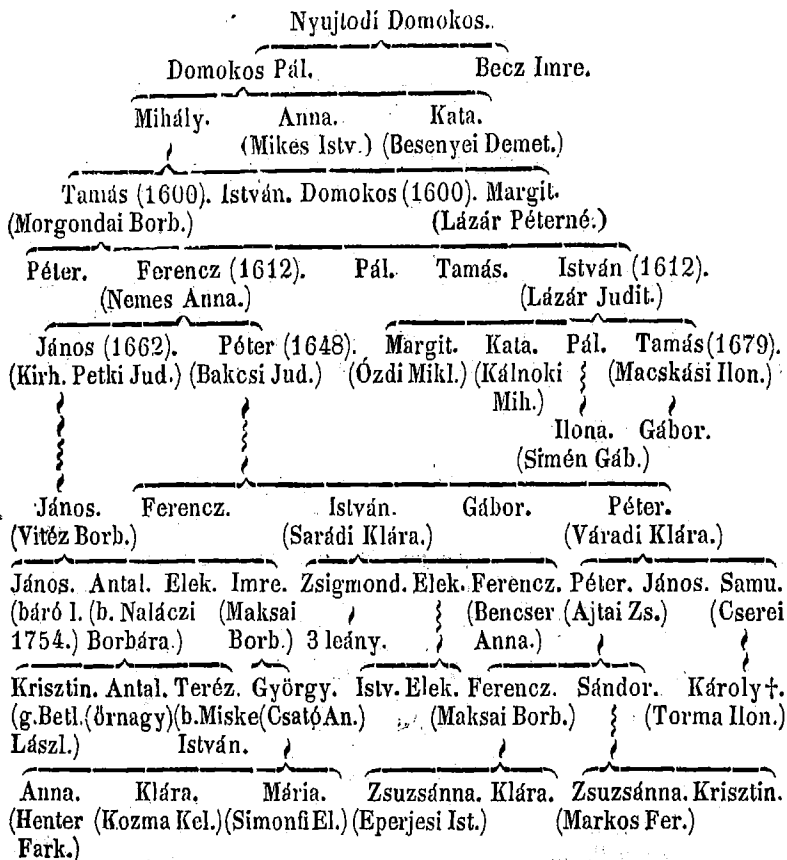 Nyujtodi Domokos.
Domokos Pál. Becz Imre.
Mihály. Anna. Kata.
(Mikes Istv.) (Besenyei Demet.)
Tamás (1600). István. Domokos (1600). Margit.
(Morgondai Borb.) (Lázár Péterné.)
Péter. Ferencz (1612). Pál. Tamás. István (1612).
(Nemes Anna.) (Lázár Judit.)
János (1662). Péter (1648). Margit. Kata. Pál. Tamás (1679).
(Kirh. Petki Jud.) (Bakcsi Jud.) (Ózdi Mikl.) (Kálnoki (Macskási Ilon.)
Mih.)
Ilona. Gábor.
(Simén Gáb.)
János. Ferencz. István. Gábor. Péter.
(Vitéz Borb.) (Sarádi Klára.) (Váradi Klára.)
János. Antal. Elek. Imre. Zsigmond. Elek. Ferencz. Péter. János. Samu.
(báró l. (b. Naláczi (Maksai (Bencser (Ajtai Zs.) (Cserei
1754.) Borbára.) Borb.) 3 leány. Anna.)
Krisztin. Antal. Teréz. György. Istv. Elek. Ferencz. Sándor. Károly †.
(g. Betl. (őrnagy) (b. Miske (Csató An.) (Maksai Borb.) (Torma Ilon.)
Lászl.) István.
Anna. Klára. Mária. Zsuzsánna. Klára. Zsuzsánna. Krisztin.
(Henter (Kozma Kel.) (Simonfi El.) (Eperjesi Ist.) (Markos Fer.)
Fark.)